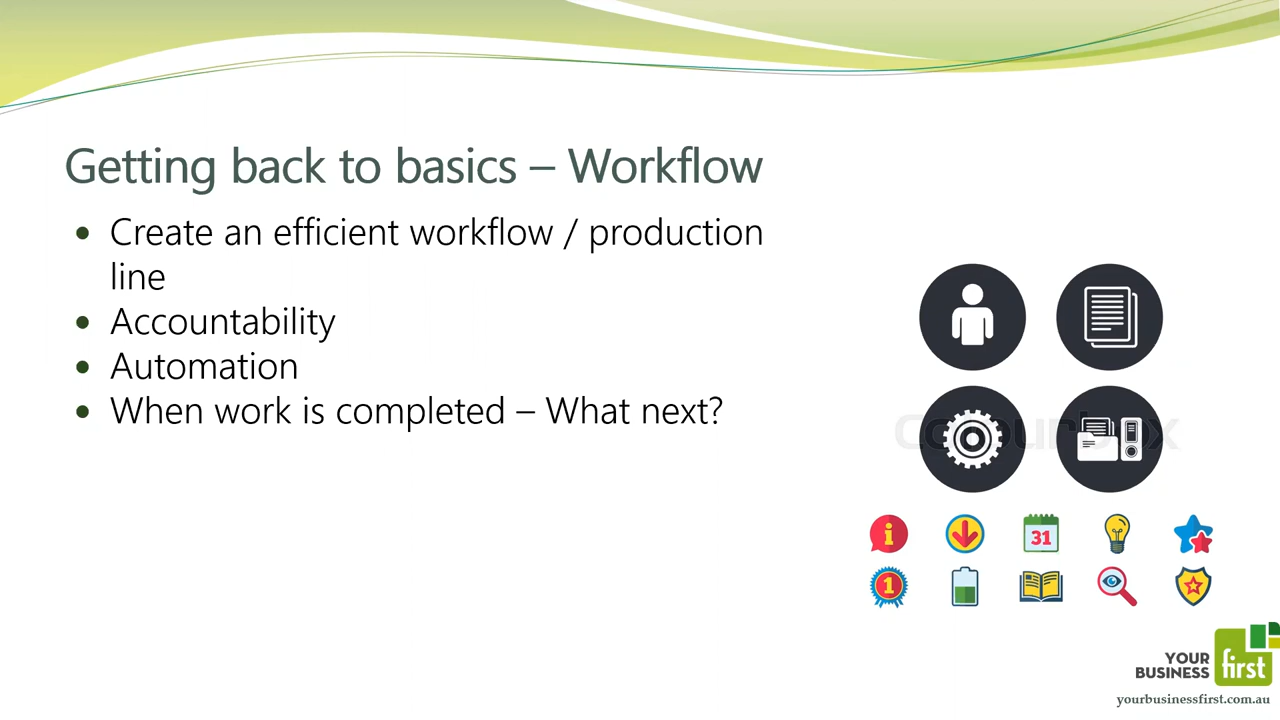 Getting back to basics – Workflow
• Create an efficient workflow / production
line
• Accountability
• Automation
• When work is completed – What next?
31
1
YOUR
BUSINESS
first
yourbusinessfirst.com.au